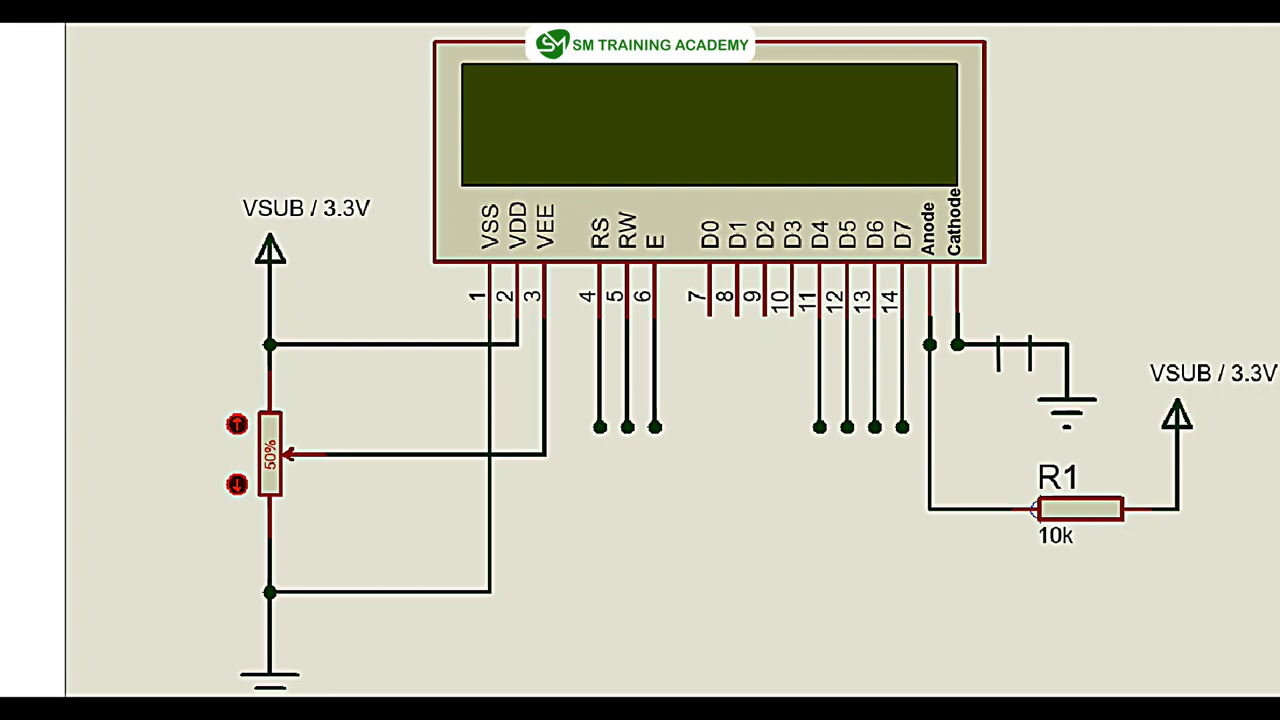 SM TRAINING ACADEMY
VSUB / 3.3V
VSS VDD VEE RS RW E D0 D1 D2 D3 D4 D5 D6 D7 Anode Cathode
1 2 3 4 5 6 7 8 9 10 11 12 13 14
VSUB / 3.3V
50%
R1
10k